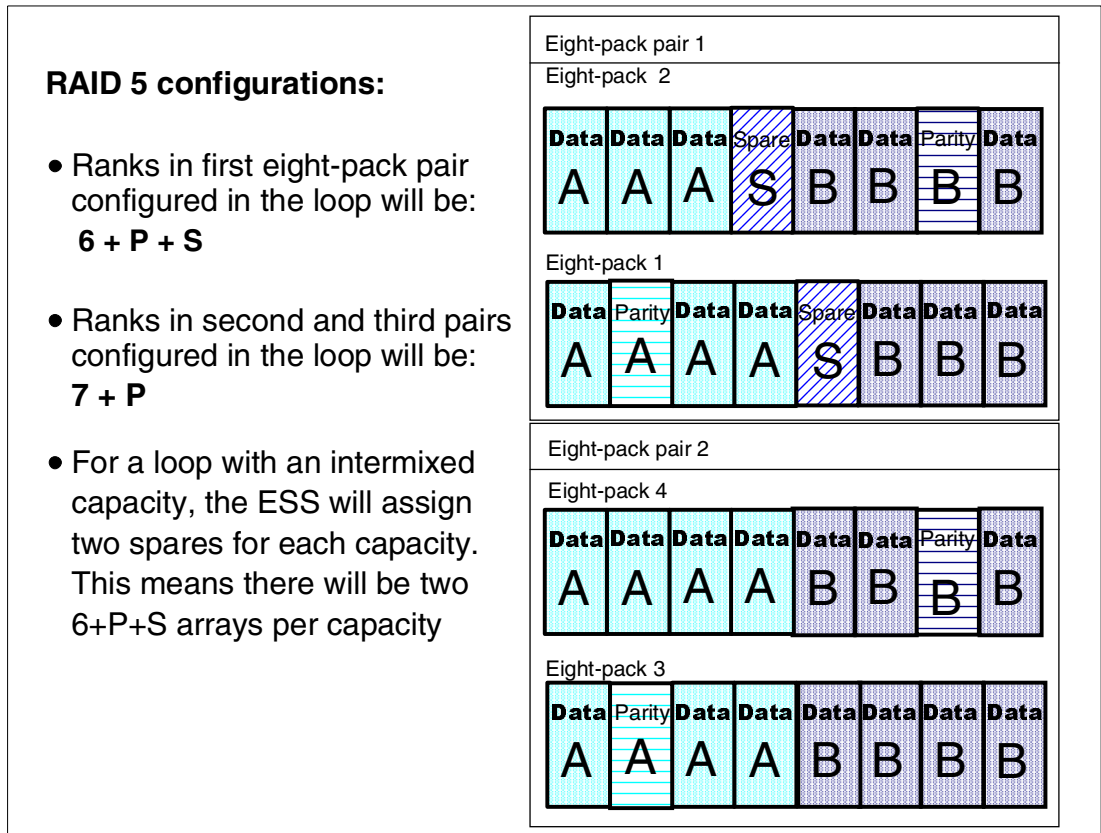 RAID 5 configurations:
• Ranks in first eight-pack pair
configured in the loop will be:
6 + P + S
• Ranks in second and third pairs
configured in the loop will be:
7 + P
• For a loop with an intermixed
capacity, the ESS will assign
two spares for each capacity.
This means there will be two
6+P+S arrays per capacity
Eight-pack pair 1
Eight-pack 2
Data Data Data Spare Data Data Parity Data
A A A S B B B B
Eight-pack 1
Data Parity Data Data Spare Data Data Data
A A A A S B B B
Eight-pack pair 2
Eight-pack 4
Data Data Data Data Data Data Parity Data
A A A A B B B B
Eight-pack 3
Data Parity Data Data Data Data Data Data
A A A A B B B B